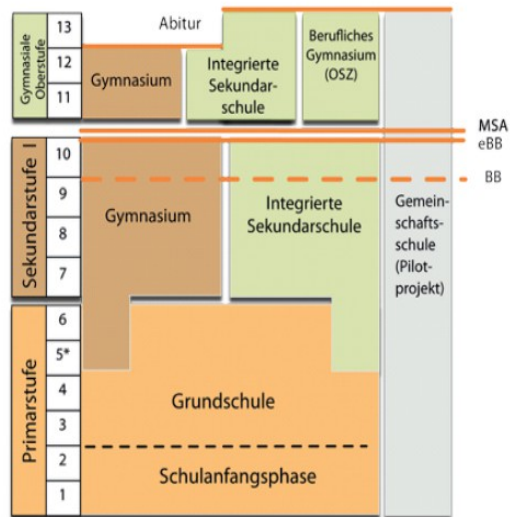 Abitur
Gymnasiale
Oberstufe
13
12
11
Gymnasium
Integrierte
Sekundar-
schule
Berufliches
Gymnasium
(OSZ)
MSA
eBB
BB
Sekundarstufe I
10
9
8
7
Gymnasium
Integrierte
Sekundarschule
Gemein-
schafts-
schule
(Pilot-
projekt)
Primarstufe
6
5*
4
3
2
1
Grundschule
Schulanfangsphase